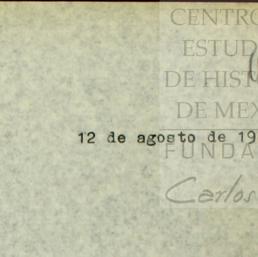 CENTRO
ESTUD
DE HIST
DE MEX
12 de agosto de 19
FUNDA
Carlos